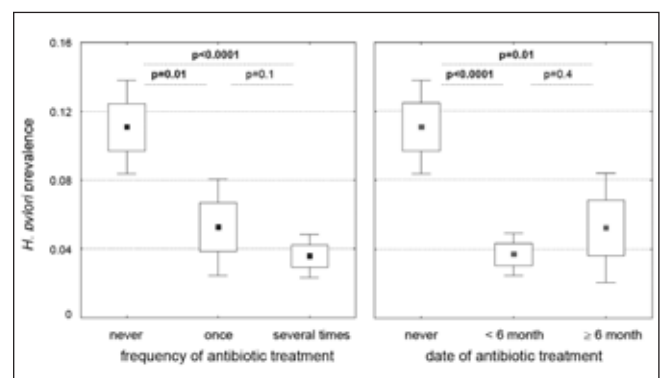 0.16
0.12
0.08
0.04
0
H. pylori prevalence
p<0.0001
p=0.01 p=0.1
never once several times
frequency of antibiotic treatment
p=0.01
p<0.0001 p=0.4
never < 6 month ≥ 6 month
date of antibiotic treatment